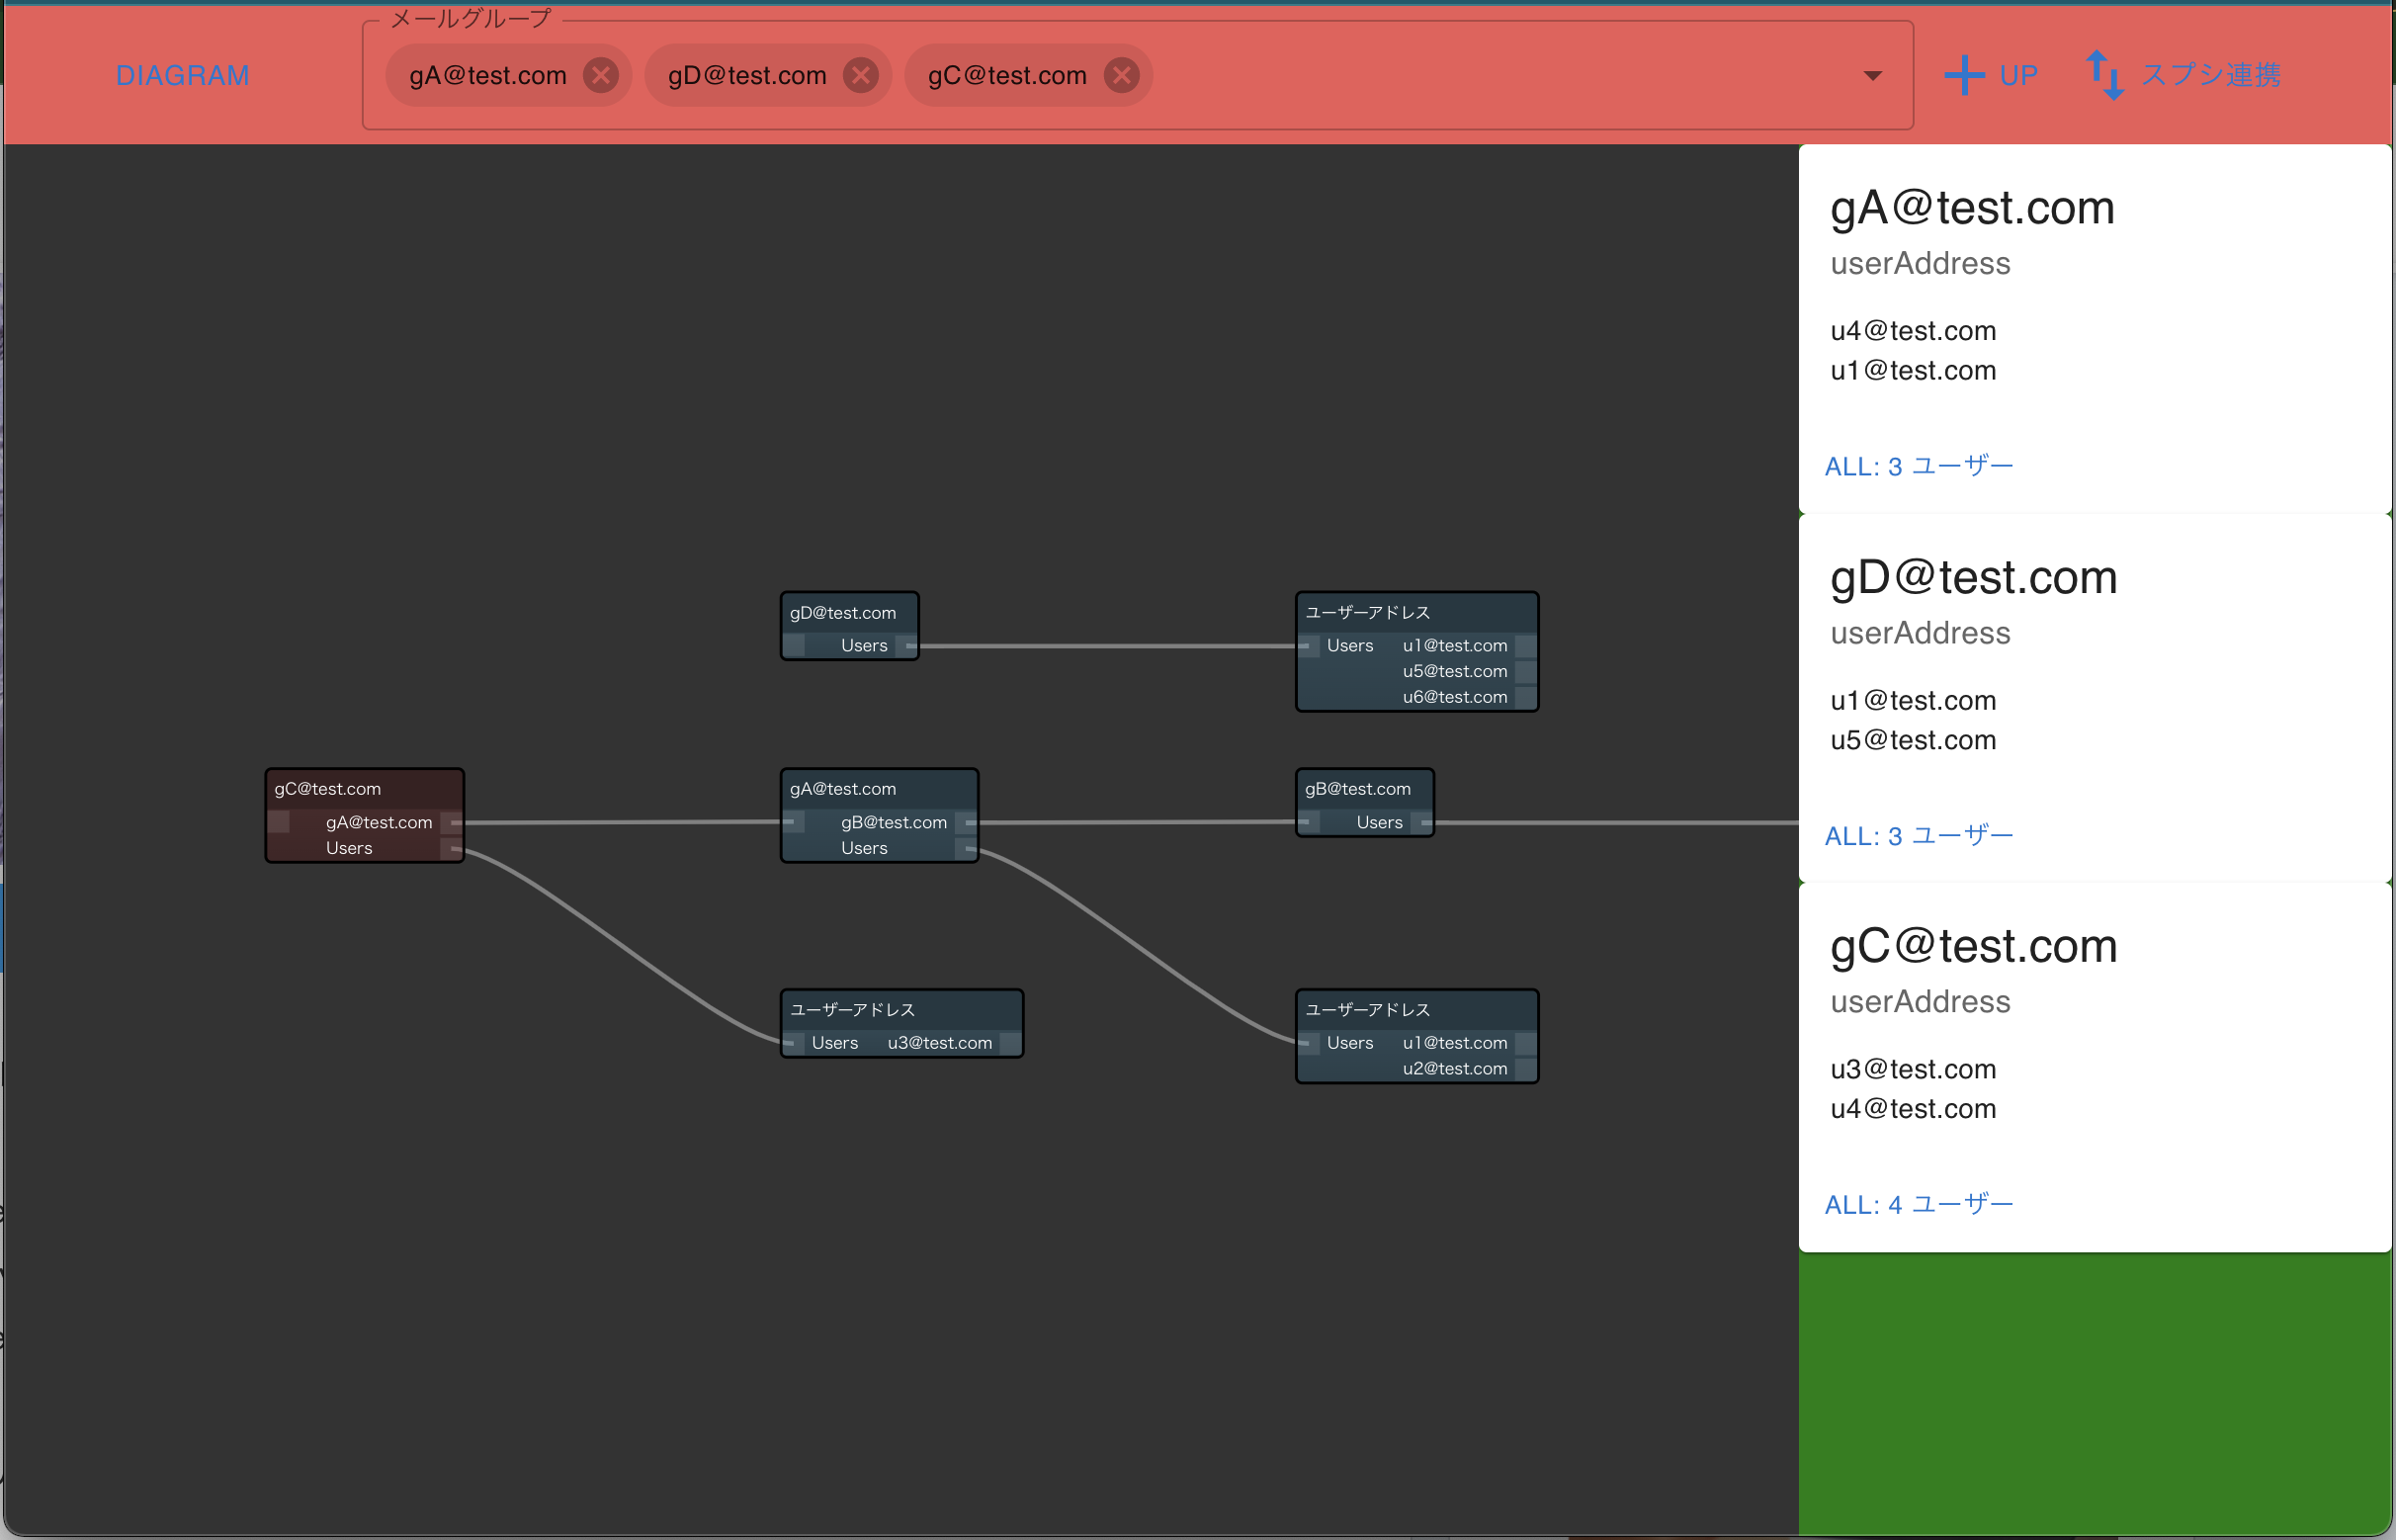 メールグループ
DIAGRAM
gA@test.com
gD@test.com
gC@test.com
UP
スプシ連携
gD@test.com
Users
ユーザーアドレス
Users u1@test.com
u5@test.com
u6@test.com
gC@test.com
gA@test.com
Users
gA@test.com
gB@test.com
Users
gB@test.com
Users
ユーザーアドレス
Users u3@test.com
ユーザーアドレス
Users u1@test.com
u2@test.com
gA@test.com
userAddress
u4@test.com
u1@test.com
ALL: 3 ユーザー
gD@test.com
userAddress
u1@test.com
u5@test.com
ALL: 3 ユーザー
gC@test.com
userAddress
u3@test.com
u4@test.com
ALL: 4 ユーザー